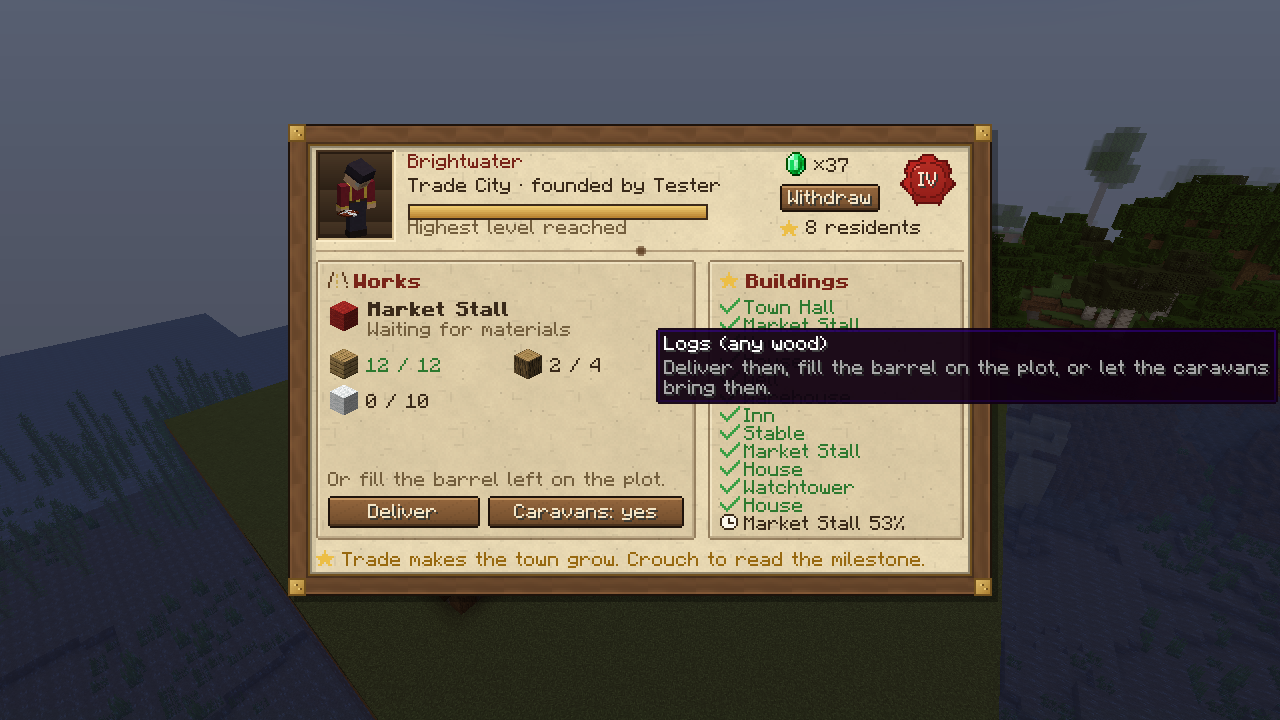 Brightwater
Trade City · founded by Tester
Highest level reached
×37
Withdraw
8 residents
IV
Works
Market Stall
Waiting for materials
12 / 12
2 / 4
0 / 10
Or fill the barrel left on the plot.
Deliver
Caravans: yes
Buildings
Town Hall
Market Stall
Logs (any wood)
Deliver them, fill the barrel on the plot, or let the caravans
bring them.
Inn
Stable
Market Stall
House
Watchtower
House
Market Stall 53%
Trade makes the town grow. Crouch to read the milestone.